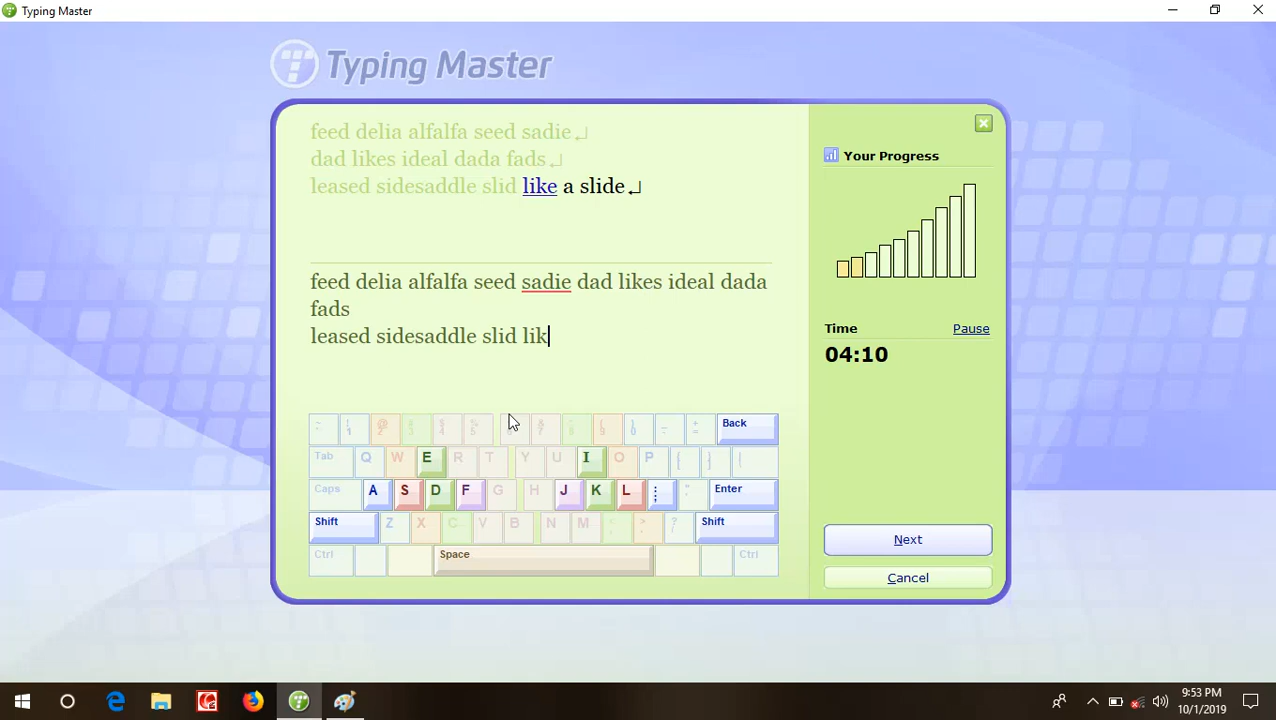 Typing Master
Typing Master
feed delia alfalfa seed sadie↵
dad likes ideal dada fads↵
leased sidesaddle slid like a slide↵
feed delia alfalfa seed sadie dad likes ideal dada
fads
leased sidesaddle slid lik
Your Progress
Time
Pause
04:10
Back
Tab Q W E R T Y U I O P
Caps A S D F G H J K L ; Enter
Shift Z X C V B N M Shift
Ctrl Space Ctrl
Next
Cancel
9:53 PM
10/1/2019